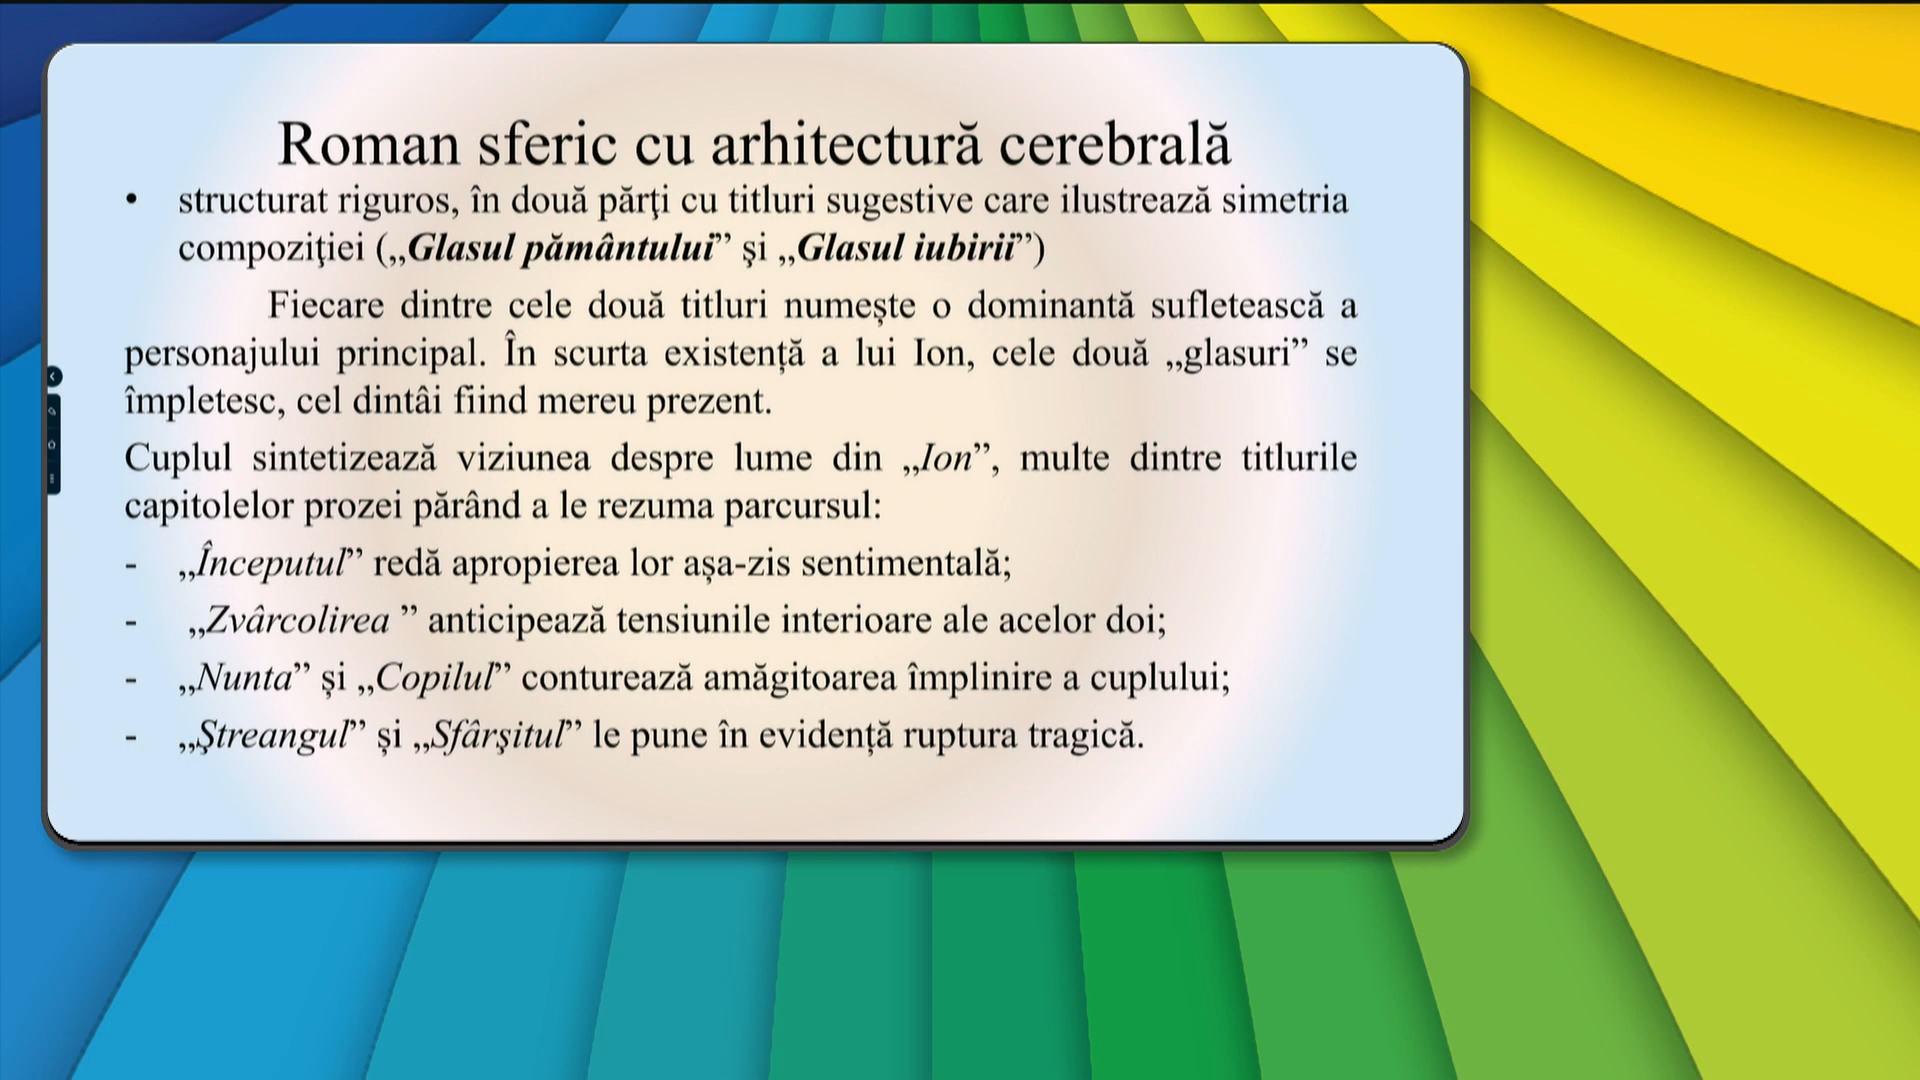 Roman sferic cu arhitectură cerebrală
• structurat riguros, în două părţi cu titluri sugestive care ilustrează simetria
compoziţiei („Glasul pământului” şi „Glasul iubirii”)
Fiecare dintre cele două titluri numește o dominantă sufletească a
personajului principal. În scurta existență a lui Ion, cele două „glasuri” se
împletesc, cel dintâi fiind mereu prezent.
Cuplul sintetizează viziunea despre lume din „Ion”, multe dintre titlurile
capitolelor prozei părând a le rezuma parcursul:
- „Începutul” redă apropierea lor așa-zis sentimentală;
- „Zvârcolirea ” anticipează tensiunile interioare ale acelor doi;
- „Nunta” și „Copilul” conturează amăgitoarea împlinire a cuplului;
- „Ştreangul” și „Sfârşitul” le pune în evidență ruptura tragică.